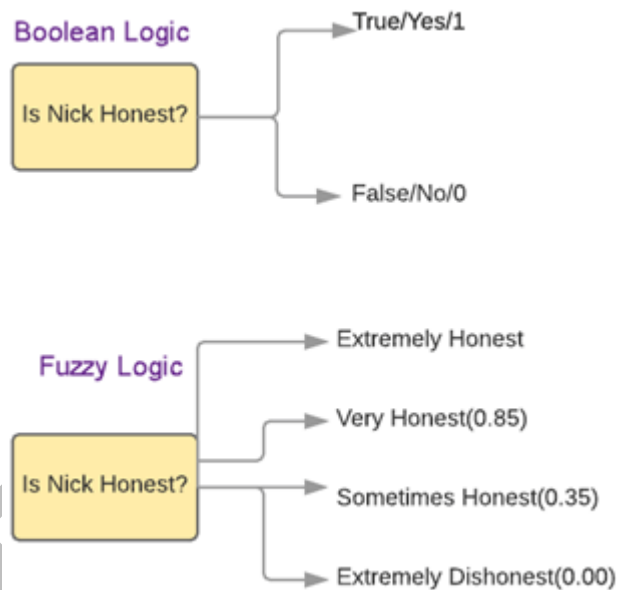 Boolean Logic
True/Yes/1
Is Nick Honest?
False/No/0
Extremely Honest
Fuzzy Logic
Very Honest(0.85)
Is Nick Honest?
Sometimes Honest(0.35)
Extremely Dishonest(0.00)